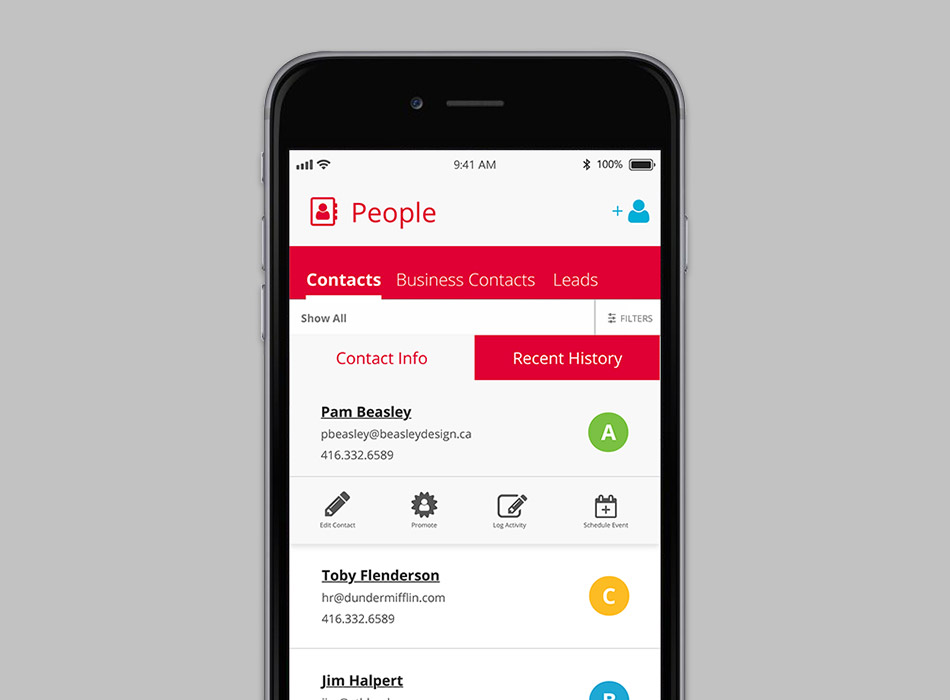 9:41 AM
100%
People
+
Contacts Business Contacts Leads
Show All
FILTERS
Contact Info
Recent History
Pam Beasley
pbeasley@beasleydesign.ca
416.332.6589
A
Edit Contact
Promote
Log Activity
Schedule Event
Toby Flenderson
hr@dundermifflin.com
416.332.6589
C
Jim Halpert
B